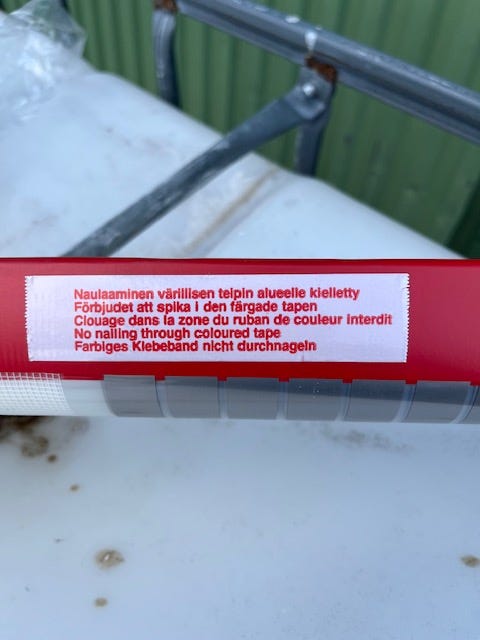 Naulaaminen värillisen teipin alueelle kielletty
Förbjudet att spika i den färgade tapen
Clouage dans la zone du ruban de couleur interdit
No nailing through coloured tape
Farbiges Klebeband nicht durchnageln